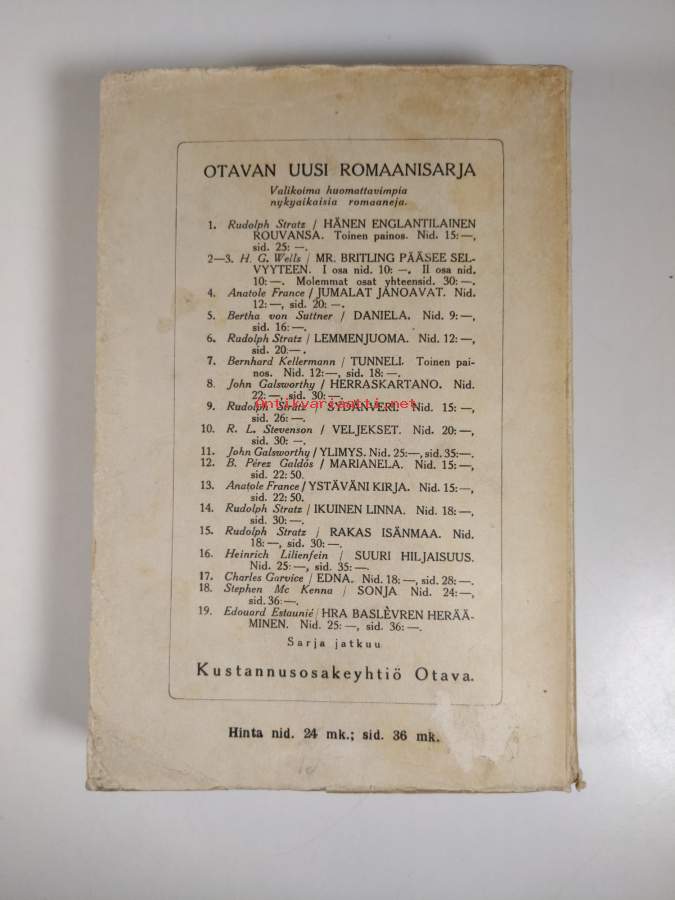 OTAVAN UUSI ROMAANISARJA
Valikoima huomattavimpia
nykyaikaisia romaaneja.
1. Rudolph Stratz / HÄNEN ENGLANTILAINEN
ROUVANSA. Toinen painos. Nid. 15: —,
sid. 25: —.
2—3. H. G. Wells / MR. BRITLING PÄÄSEE SEL-
VYYTEEN. I osa nid. 10: —. II osa nid.
10: —. Molemmat osat yhteensid. 30: —.
4. Anatole France / JUMALAT JANOAVAT. Nid.
12: —, sid. 20: —.
5. Bertha von Suttner / DANIELA. Nid. 9: —,
sid. 16: —.
6. Rudolph Stratz / LEMMENJUOMA. Nid. 12: —,
sid. 20: —.
7. Bernhard Kellermann / TUNNELI. Toinen pai-
nos. Nid. 12: —, sid. 18: —.
8. John Galsworthy / HERRASKARTANO. Nid.
22: —, sid. 30: —.
Antikvariaatti.net
9. Rudolph Stratz / SYDÄNVERI. Nid. 15: —,
sid. 26: —.
10. R. L. Stevenson / VELJEKSET. Nid. 20: —,
sid. 30: —.
11. John Galsworthy / YLIMYS. Nid. 25: —, sid. 35: —.
12. B. Pérez Galdós / MARIANELA. Nid. 15: —,
sid. 22: 50.
13. Anatole France / YSTÄVÄNI KIRJA. Nid. 15: —,
sid. 22: 50.
14. Rudolph Stratz / IKUINEN LINNA. Nid. 18: —,
sid. 30: —.
15. Rudolph Stratz / RAKAS ISÄNMAA. Nid.
18: —, sid. 30: —.
16. Heinrich Lilienfein / SUURI HILJAISUUS.
Nid. 25: —, sid. 35: —.
17. Charles Garvice / EDNA. Nid. 18: —, sid. 28: —.
18. Stephen Mc Kenna / SONJA Nid. 24: —,
sid. 36: —.
19. Edouard Estaunié / HRA BASLÈVREN HERÄÄ-
MINEN. Nid. 25: —, sid. 36: —.
Sarja jatkuu
Kustannusosakeyhtiö Otava.
Hinta nid. 24 mk.; sid. 36 mk.